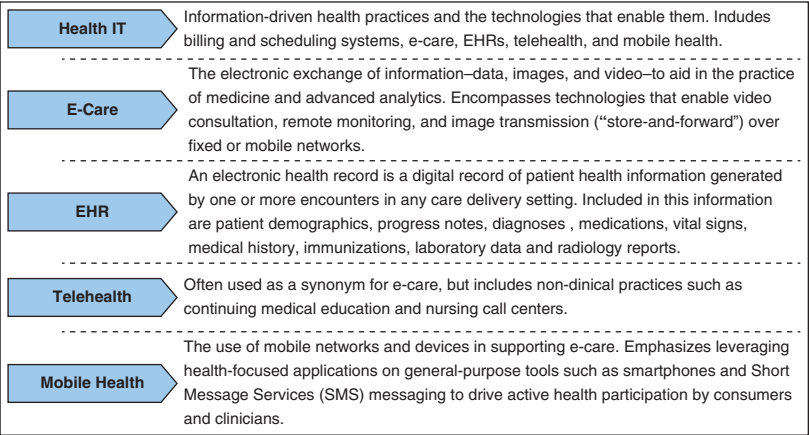 Health IT
Information-driven health practices and the technologies that enable them. Indudes
billing and scheduling systems, e-care, EHRs, telehealth, and mobile health.
E-Care
The electronic exchange of information–data, images, and video–to aid in the practice
of medicine and advanced analytics. Encompasses technologies that enable video
consultation, remote monitoring, and image transmission (“store-and-forward”) over
fixed or mobile networks.
EHR
An electronic health record is a digital record of patient health information generated
by one or more encounters in any care delivery setting. Included in this information
are patient demographics, progress notes, diagnoses , medications, vital signs,
medical history, immunizations, laboratory data and radiology reports.
Telehealth
Often used as a synonym for e-care, but includes non-dinical practices such as
continuing medical education and nursing call centers.
Mobile Health
The use of mobile networks and devices in supporting e-care. Emphasizes leveraging
health-focused applications on general-purpose tools such as smartphones and Short
Message Services (SMS) messaging to drive active health participation by consumers
and clinicians.